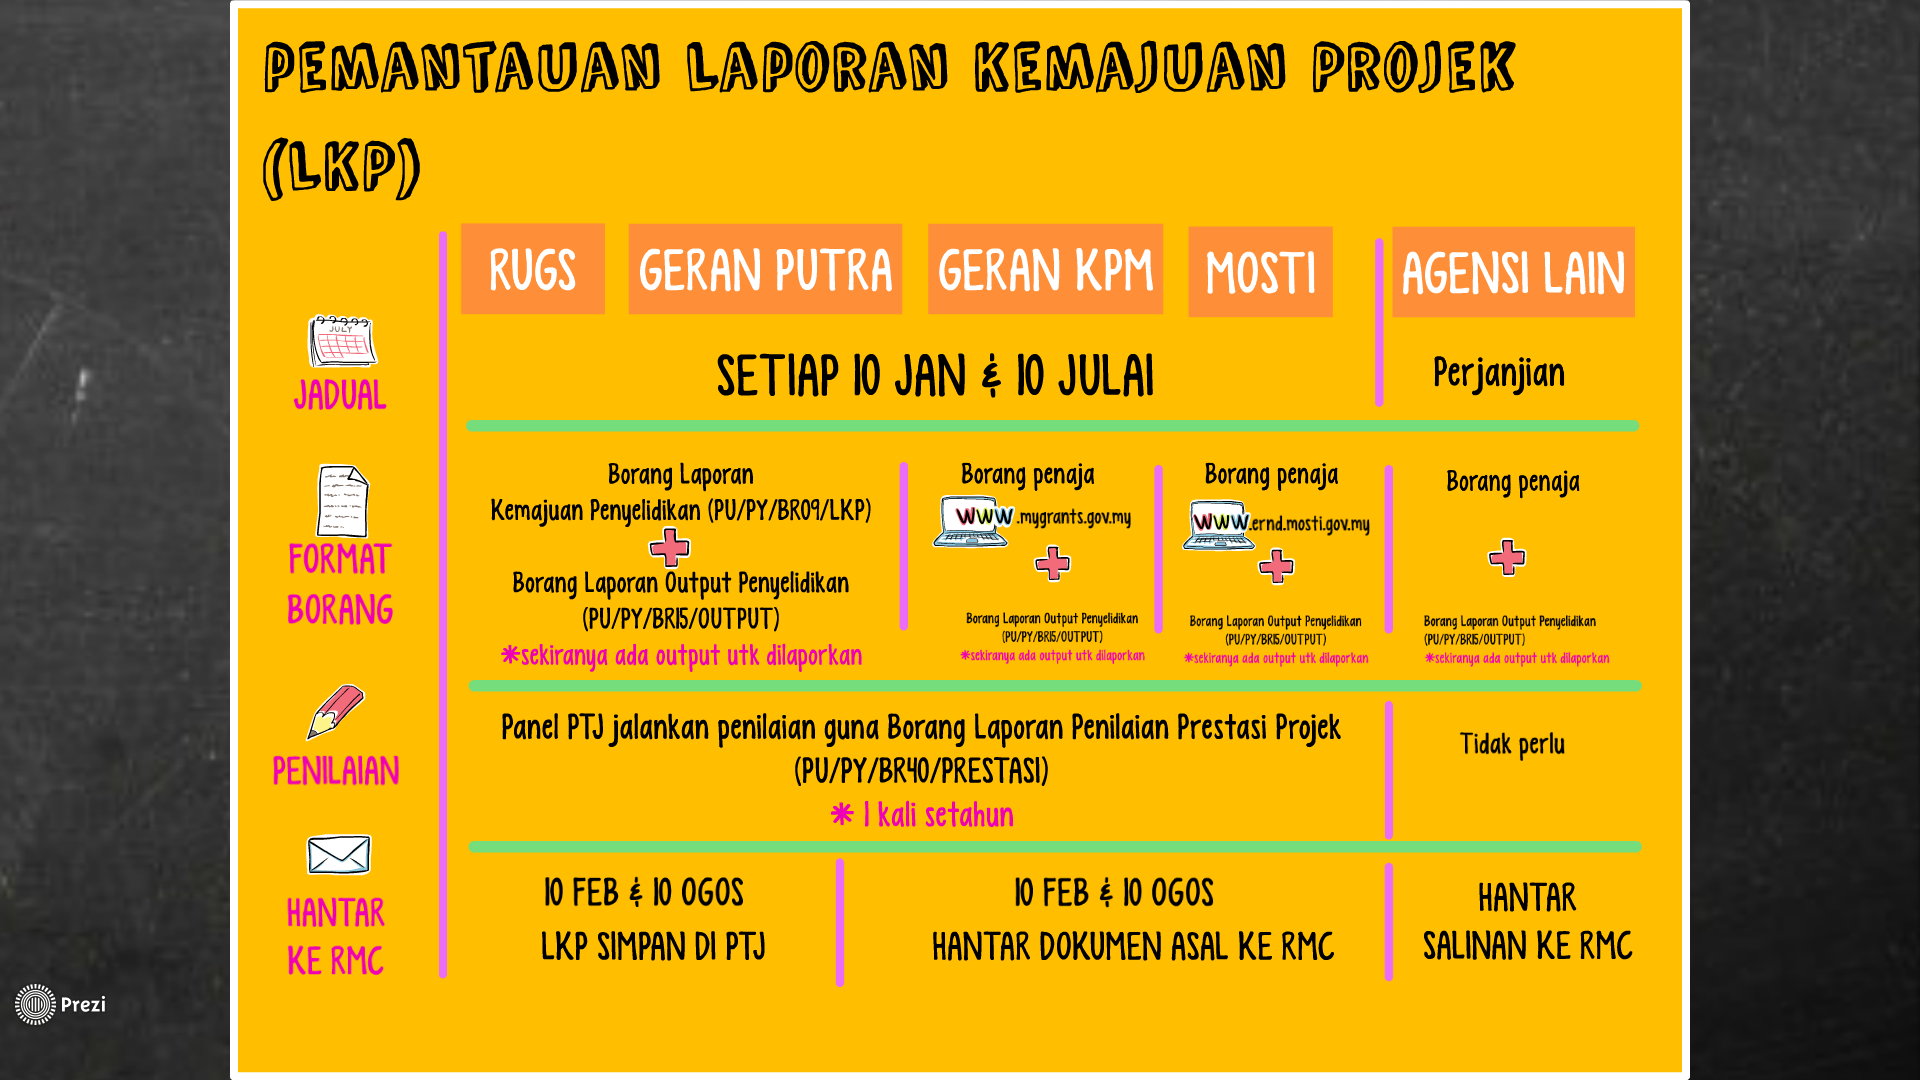 PEMANTAUAN LAPORAN KEMAJUAN PROJEK
(LKP)
RUGS
GERAN PUTRA
GERAN KPM
MOSTI
AGENSI LAIN
JULY
JADUAL
SETIAP 10 JAN & 10 JULAI
Perjanjian
FORMAT
BORANG
Borang Laporan
Kemajuan Penyelidikan (PU/PY/BR09/LKP)
Borang Laporan Output Penyelidikan
(PU/PY/BR15/OUTPUT)
*sekiranya ada output utk dilaporkan
Borang penaja
www.mygrants.gov.my
Borang Laporan Output Penyelidikan
(PU/PY/BR15/OUTPUT)
*sekiranya ada output utk dilaporkan
Borang penaja
www.ernd.mosti.gov.my
Borang Laporan Output Penyelidikan
(PU/PY/BR15/OUTPUT)
*sekiranya ada output utk dilaporkan
Borang penaja
Borang Laporan Output Penyelidikan
(PU/PY/BR15/OUTPUT)
*sekiranya ada output utk dilaporkan
PENILAIAN
Panel PTJ jalankan penilaian guna Borang Laporan Penilaian Prestasi Projek
(PU/PY/BR40/PRESTASI)
* 1 kali setahun
Tidak perlu
HANTAR
KE RMC
10 FEB & 10 OGOS
LKP SIMPAN DI PTJ
10 FEB & 10 OGOS
HANTAR DOKUMEN ASAL KE RMC
HANTAR
SALINAN KE RMC
Prezi